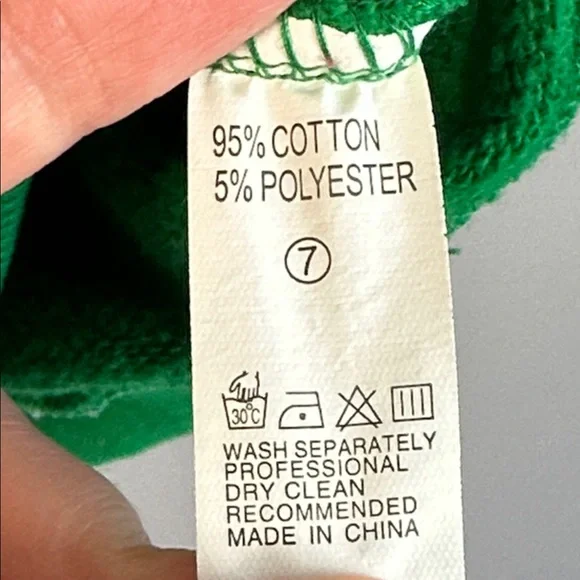 95% COTTON
5% POLYESTER
7
30°C
WASH SEPARATELY
PROFESSIONAL
DRY CLEAN
RECOMMENDED
MADE IN CHINA